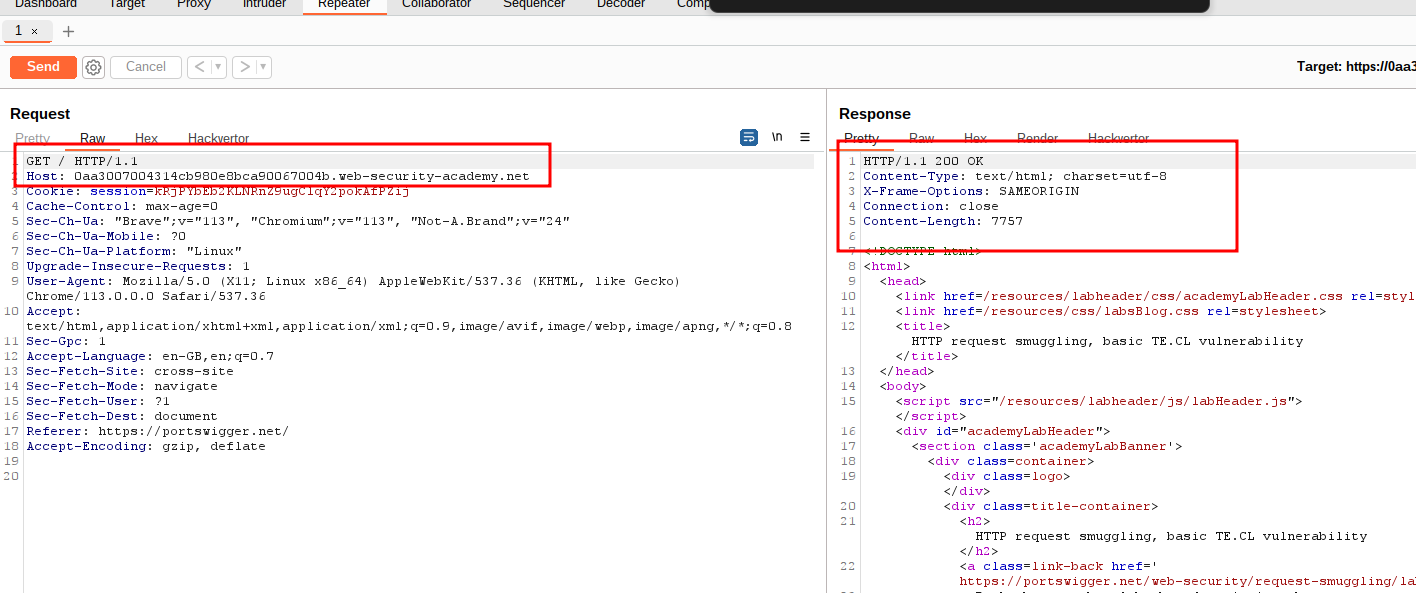 Dashboard Target Proxy Intruder Repeater Collaborator Sequencer Decoder Comp
1 × +
Send Cancel < ▾ > ▾ Target: https://0aa3
Request
Pretty Raw Hex Hackvertor \n ≡
1 GET / HTTP/1.1
2 Host: 0aa3007004314cb980e8bca90067004b.web-security-academy.net
3 Cookie: session=kRjPYbEb2KLNRnZ9ugClqY2pokAfPZij
4 Cache-Control: max-age=0
5 Sec-Ch-Ua: "Brave";v="113", "Chromium";v="113", "Not-A.Brand";v="24"
6 Sec-Ch-Ua-Mobile: ?0
7 Sec-Ch-Ua-Platform: "Linux"
8 Upgrade-Insecure-Requests: 1
9 User-Agent: Mozilla/5.0 (X11; Linux x86_64) AppleWebKit/537.36 (KHTML, like Gecko)
Chrome/113.0.0.0 Safari/537.36
10 Accept:
text/html,application/xhtml+xml,application/xml;q=0.9,image/avif,image/webp,image/apng,*/*;q=0.8
11 Sec-Gpc: 1
12 Accept-Language: en-GB,en;q=0.7
13 Sec-Fetch-Site: cross-site
14 Sec-Fetch-Mode: navigate
15 Sec-Fetch-User: ?1
16 Sec-Fetch-Dest: document
17 Referer: https://portswigger.net/
18 Accept-Encoding: gzip, deflate
19
20
Response
Pretty Raw Hex Render Hackvertor
1 HTTP/1.1 200 OK
2 Content-Type: text/html; charset=utf-8
3 X-Frame-Options: SAMEORIGIN
4 Connection: close
5 Content-Length: 7757
6
7 <!DOCTYPE html>
8 <html>
9 <head>
10 <link href=/resources/labheader/css/academyLabHeader.css rel=styl
11 <link href=/resources/css/labsBlog.css rel=stylesheet>
12 <title>
HTTP request smuggling, basic TE.CL vulnerability
</title>
13 </head>
14 <body>
15 <script src="/resources/labheader/js/labHeader.js">
</script>
16 <div id="academyLabHeader">
17 <section class='academyLabBanner'>
18 <div class=container>
19 <div class=logo>
</div>
20 <div class=title-container>
21 <h2>
HTTP request smuggling, basic TE.CL vulnerability
</h2>
22 <a class=link-back href='
https://portswigger.net/web-security/request-smuggling/la